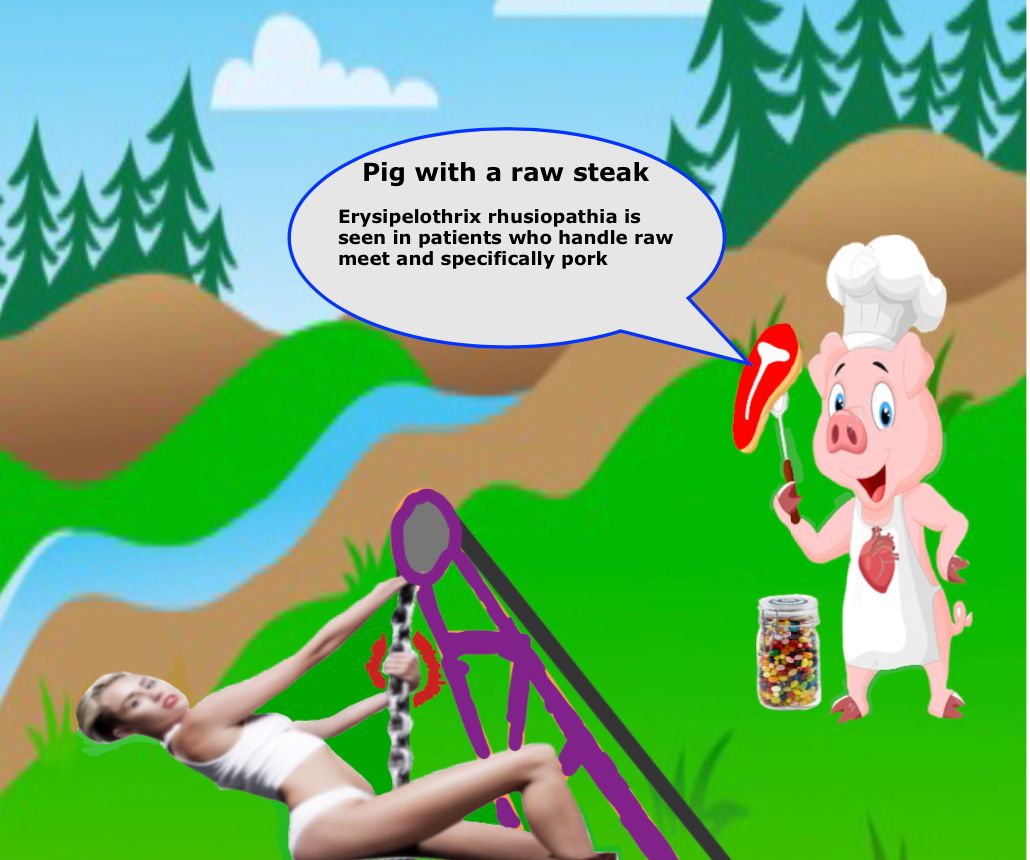 Pig with a raw steak
Erysipelothrix rhusiopathia is
seen in patients who handle raw
meet and specifically pork